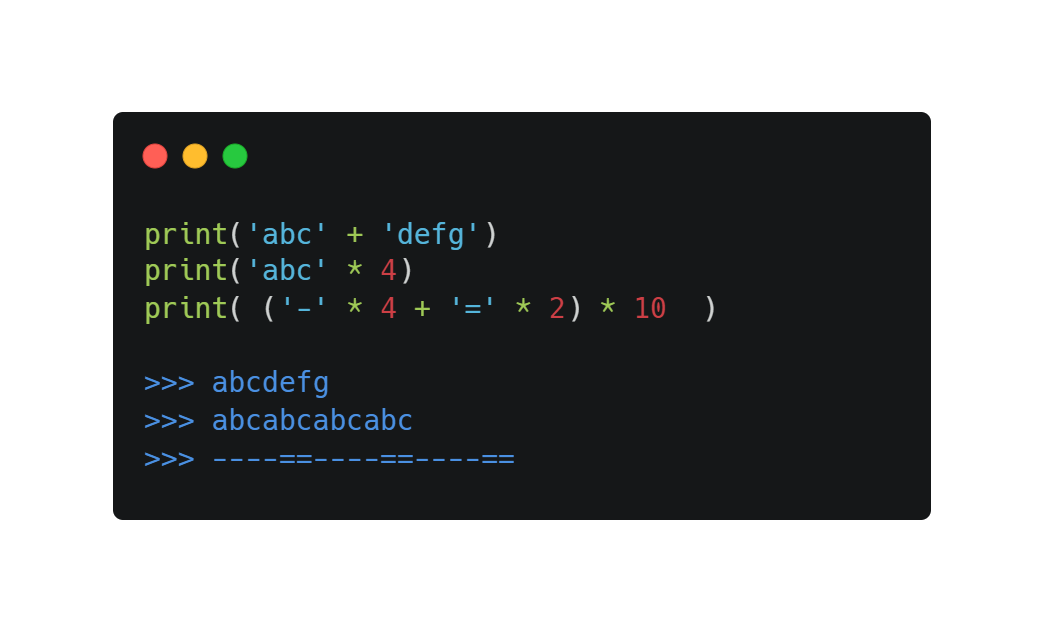 print('abc' + 'defg')
print('abc' * 4)
print( ('-' * 4 + '=' * 2) * 10  )
>>> abcdefg
>>> abcabcabcabc
>>> ----==----==----==